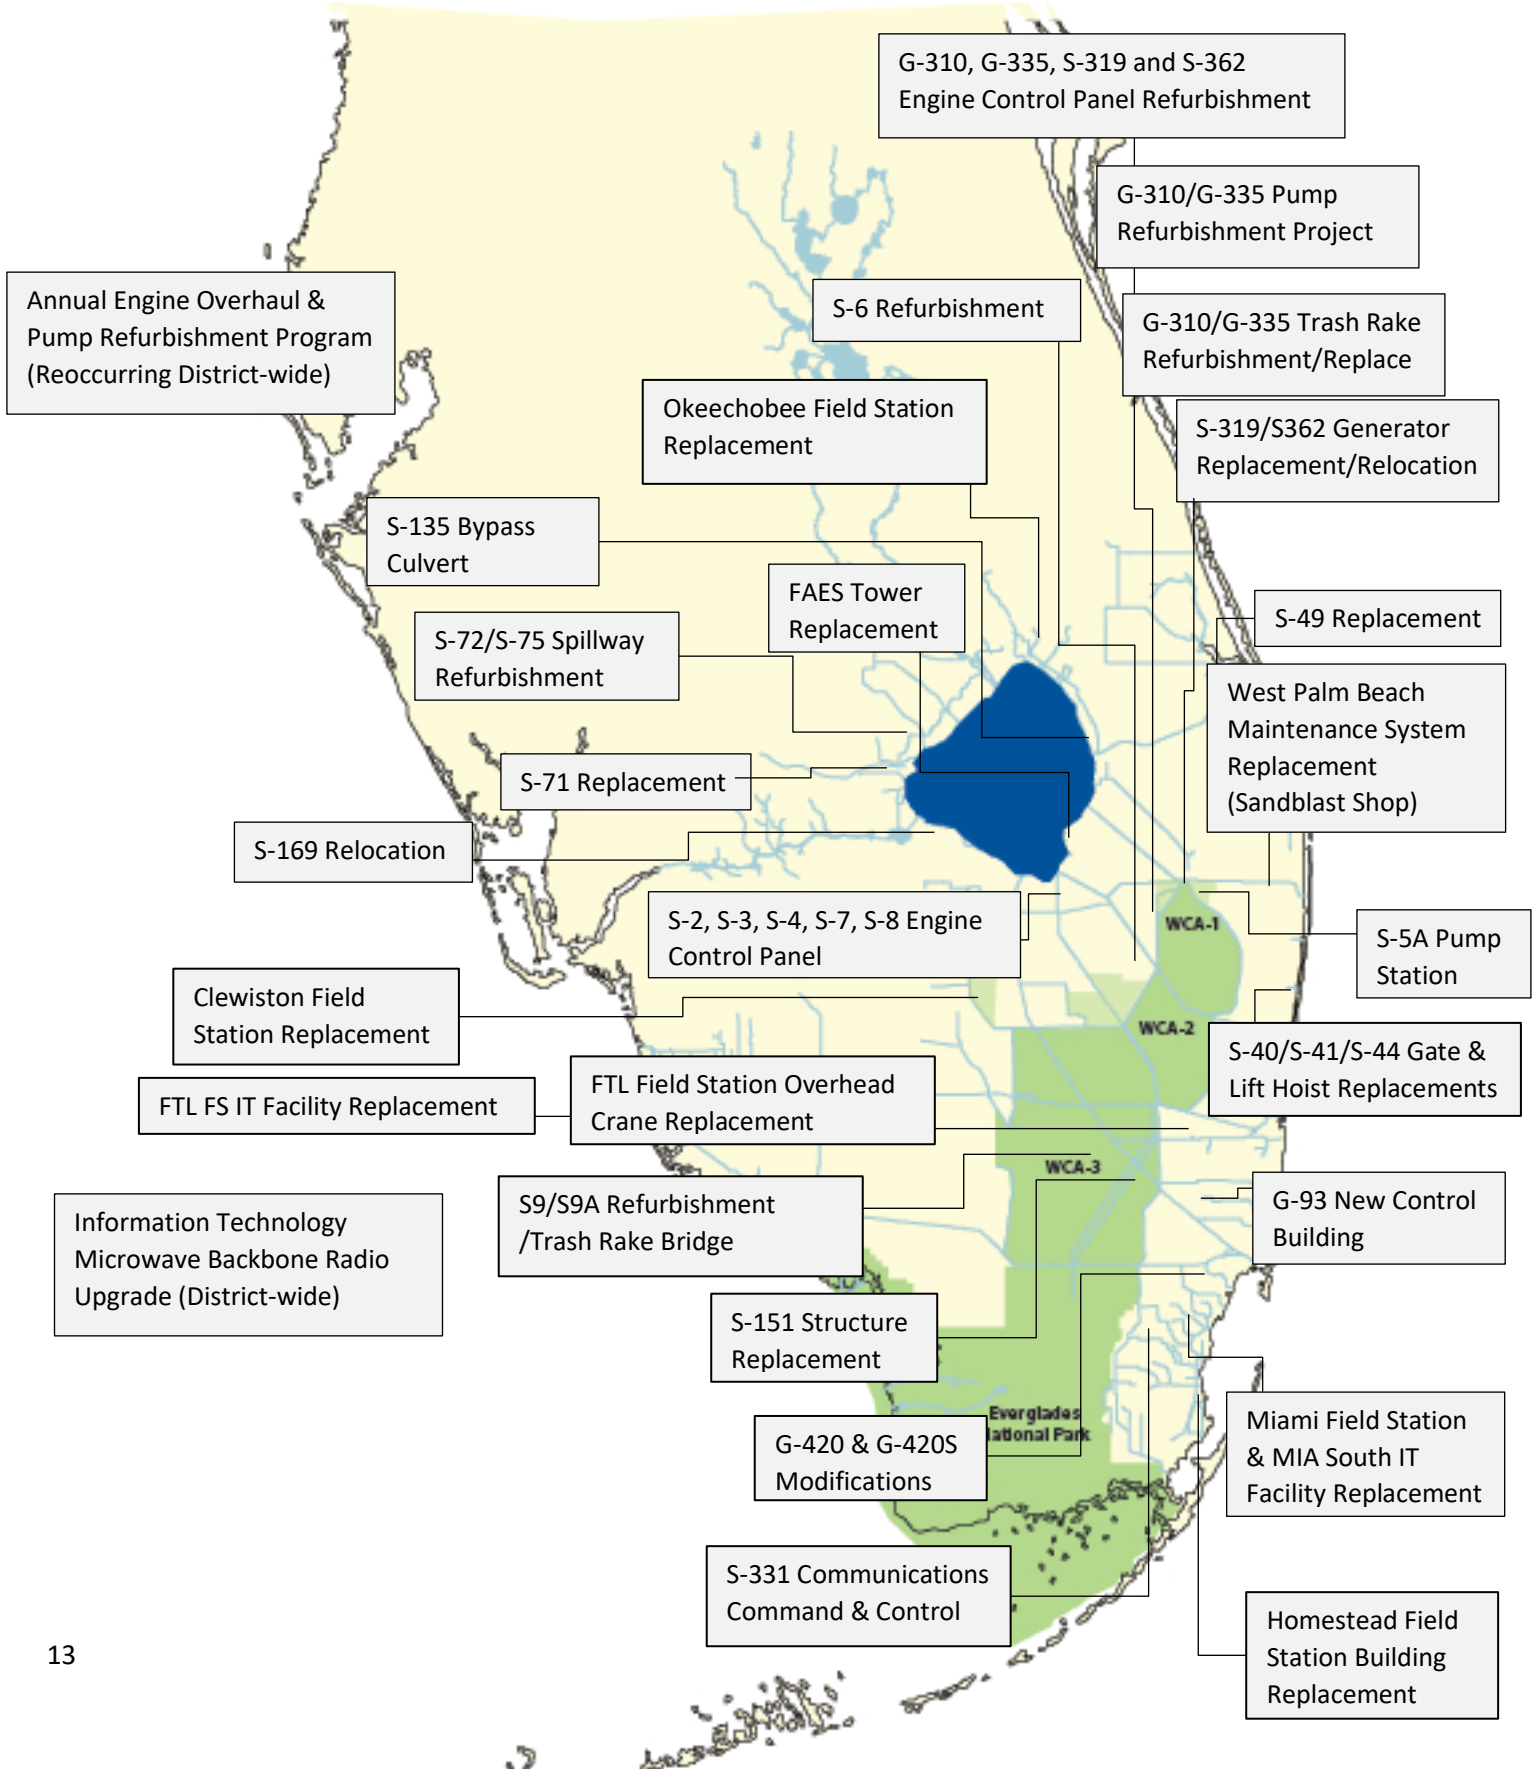 G-310, G-335, S-319 and S-362
Engine Control Panel Refurbishment
G-310/G-335 Pump
Refurbishment Project
Annual Engine Overhaul &
Pump Refurbishment Program
(Reoccurring District-wide)
S-6 Refurbishment
G-310/G-335 Trash Rake
Refurbishment/Replace
Okeechobee Field Station
Replacement
S-319/S362 Generator
Replacement/Relocation
S-135 Bypass
Culvert
FAES Tower
Replacement
S-49 Replacement
S-72/S-75 Spillway
Refurbishment
West Palm Beach
Maintenance System
Replacement
(Sandblast Shop)
S-71 Replacement
S-169 Relocation
S-2, S-3, S-4, S-7, S-8 Engine
Control Panel
WCA-1
S-5A Pump
Station
Clewiston Field
Station Replacement
WCA-2
S-40/S-41/S-44 Gate &
Lift Hoist Replacements
FTL FS IT Facility Replacement
FTL Field Station Overhead
Crane Replacement
WCA-3
S9/S9A Refurbishment
/Trash Rake Bridge
G-93 New Control
Building
Information Technology
Microwave Backbone Radio
Upgrade (District-wide)
S-151 Structure
Replacement
Everglades
National Park
G-420 & G-420S
Modifications
Miami Field Station
& MIA South IT
Facility Replacement
S-331 Communications
Command & Control
Homestead Field
Station Building
Replacement
13